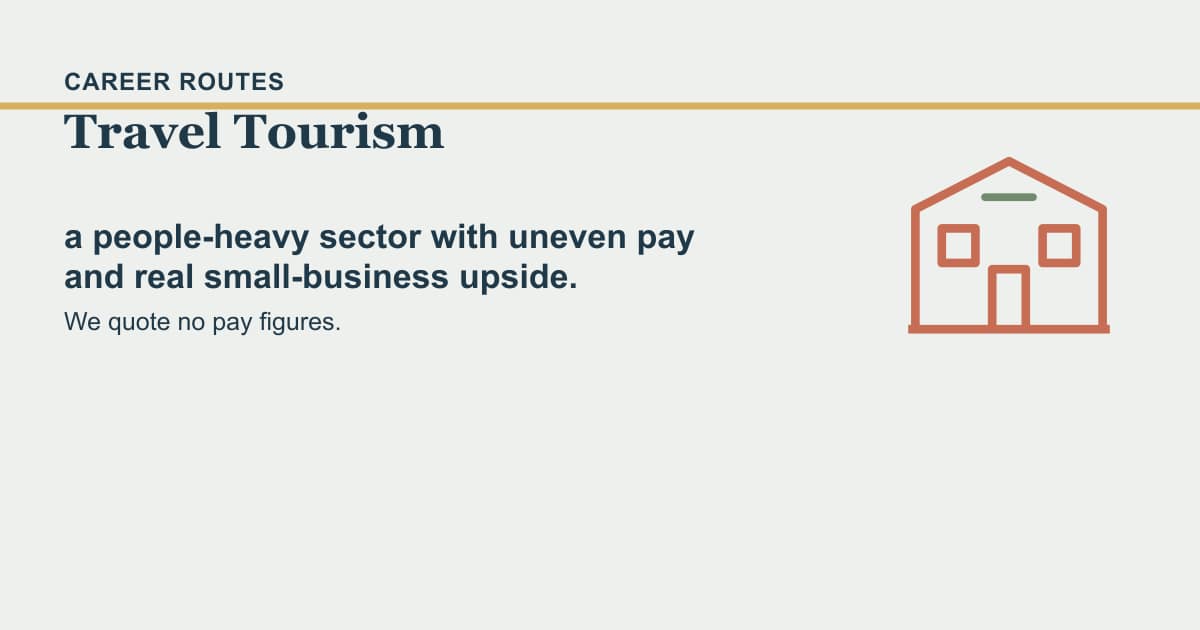 CAREER ROUTES
Travel Tourism
a people-heavy sector with uneven pay
and real small-business upside.
We quote no pay figures.